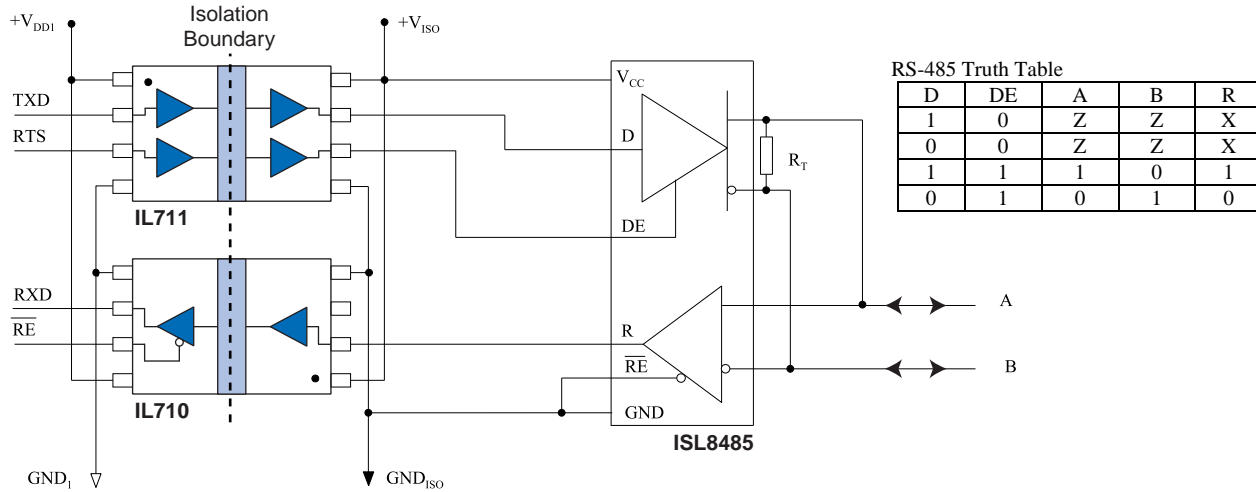 Isolation
Boundary
+VDD1
+VISO
TXD
RTS
IL711
RXD
RE
IL710
GND1
GNDISO
VCC
D
DE
RT
R
RE
GND
ISL8485
A
B
RS-485 Truth Table
D DE A B R
1 0 Z Z X
0 0 Z Z X
1 1 1 0 1
0 1 0 1 0